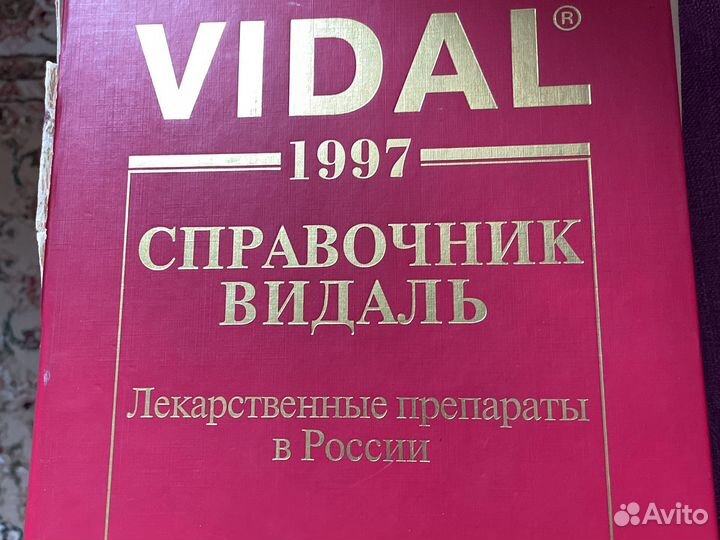 VIDAL®
1997
СПРАВОЧНИК
ВИДАЛЬ
Лекарственные препараты
в России
Avito